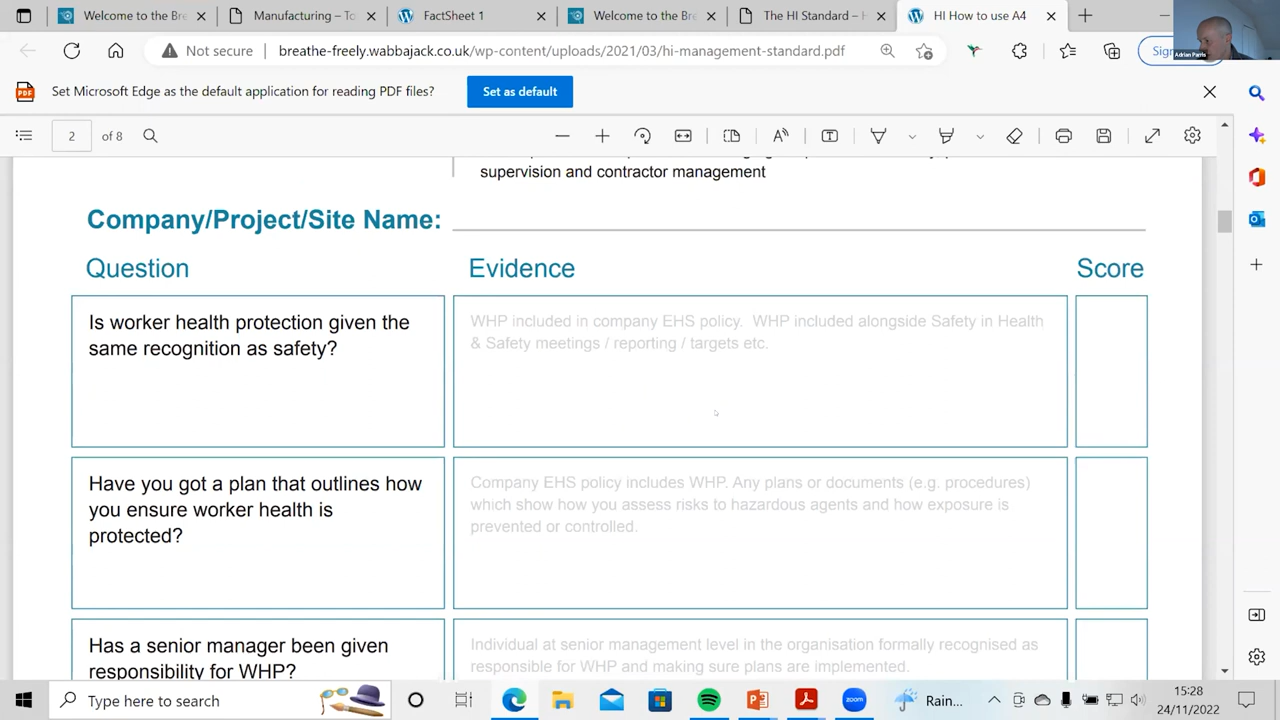 Welcome to the Bre
Manufacturing – To
FactSheet 1
Welcome to the Bre
The HI Standard – H
HI How to use A4
Not secure
breathe-freely.wabbajack.co.uk/wp-content/uploads/2021/03/hi-management-standard.pdf
Sign
Adrian Parris
Set Microsoft Edge as the default application for reading PDF files?
Set as default
2 of 8
supervision and contractor management
Company/Project/Site Name:
Question
Evidence
Score
Is worker health protection given the
same recognition as safety?
WHP included in company EHS policy. WHP included alongside Safety in Health
& Safety meetings / reporting / targets etc.
Have you got a plan that outlines how
you ensure worker health is
protected?
Company EHS policy includes WHP. Any plans or documents (e.g. procedures)
which show how you assess risks to hazardous agents and how exposure is
prevented or controlled.
Has a senior manager been given
responsibility for WHP?
Individual at senior management level in the organisation formally recognised as
responsible for WHP and making sure plans are implemented.
Type here to search
zoom
Rain...
15:28
24/11/2022